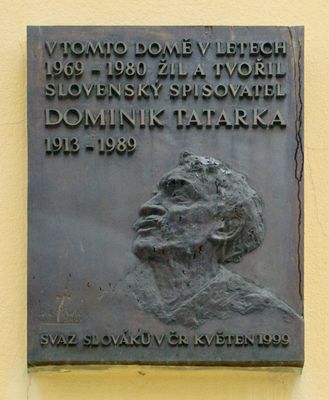 V TOMTO DOMĚ V LETECH
1969 – 1980 ŽIL A TVOŘIL
SLOVENSKÝ SPISOVATEL
DOMINIK TATARKA
1913 – 1989
SVAZ SLOVÁKŮ V ČR KVĚTEN 1999